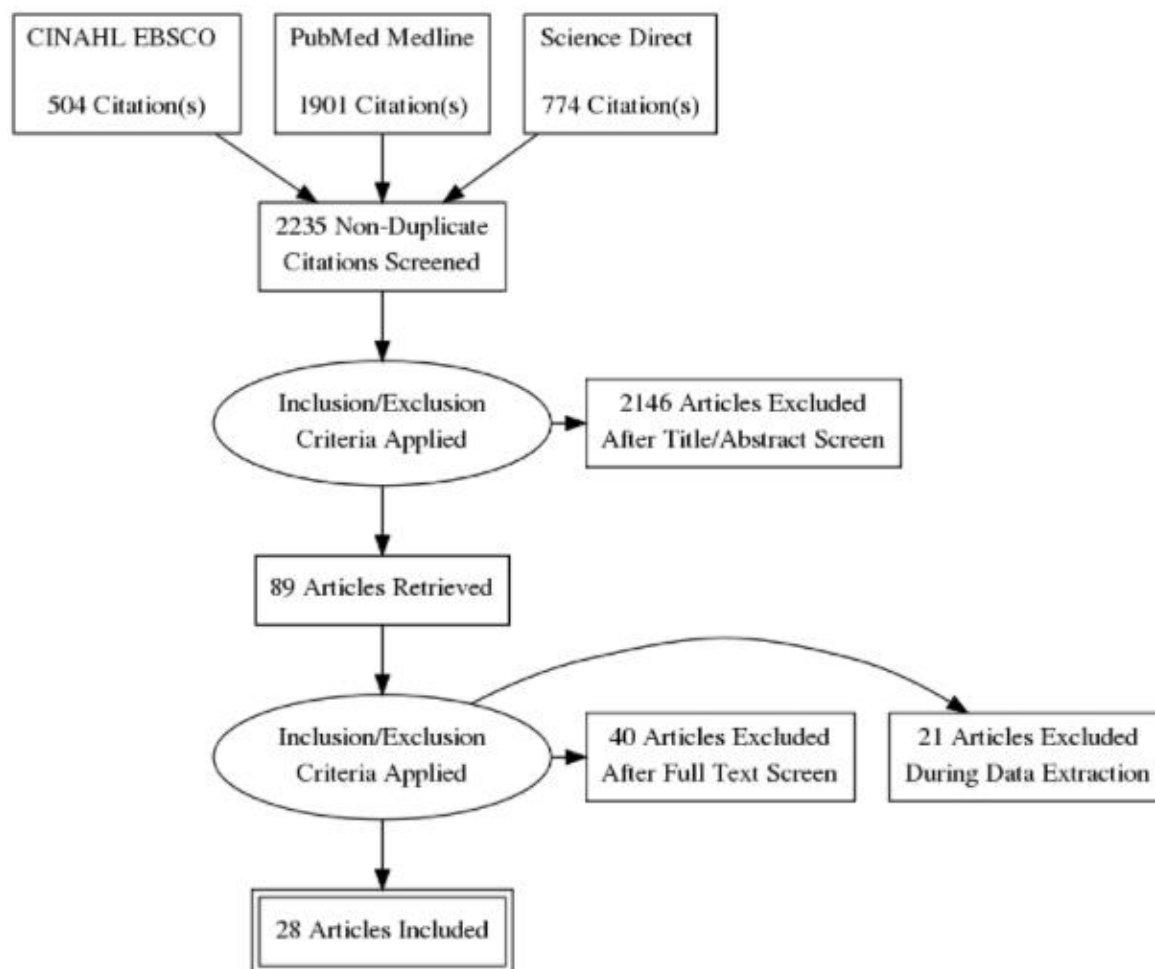 CINAHL EBSCO
504 Citation(s)
PubMed Medline
1901 Citation(s)
Science Direct
774 Citation(s)
2235 Non-Duplicate
Citations Screened
Inclusion/Exclusion
Criteria Applied
2146 Articles Excluded
After Title/Abstract Screen
89 Articles Retrieved
Inclusion/Exclusion
Criteria Applied
40 Articles Excluded
After Full Text Screen
21 Articles Excluded
During Data Extraction
28 Articles Included